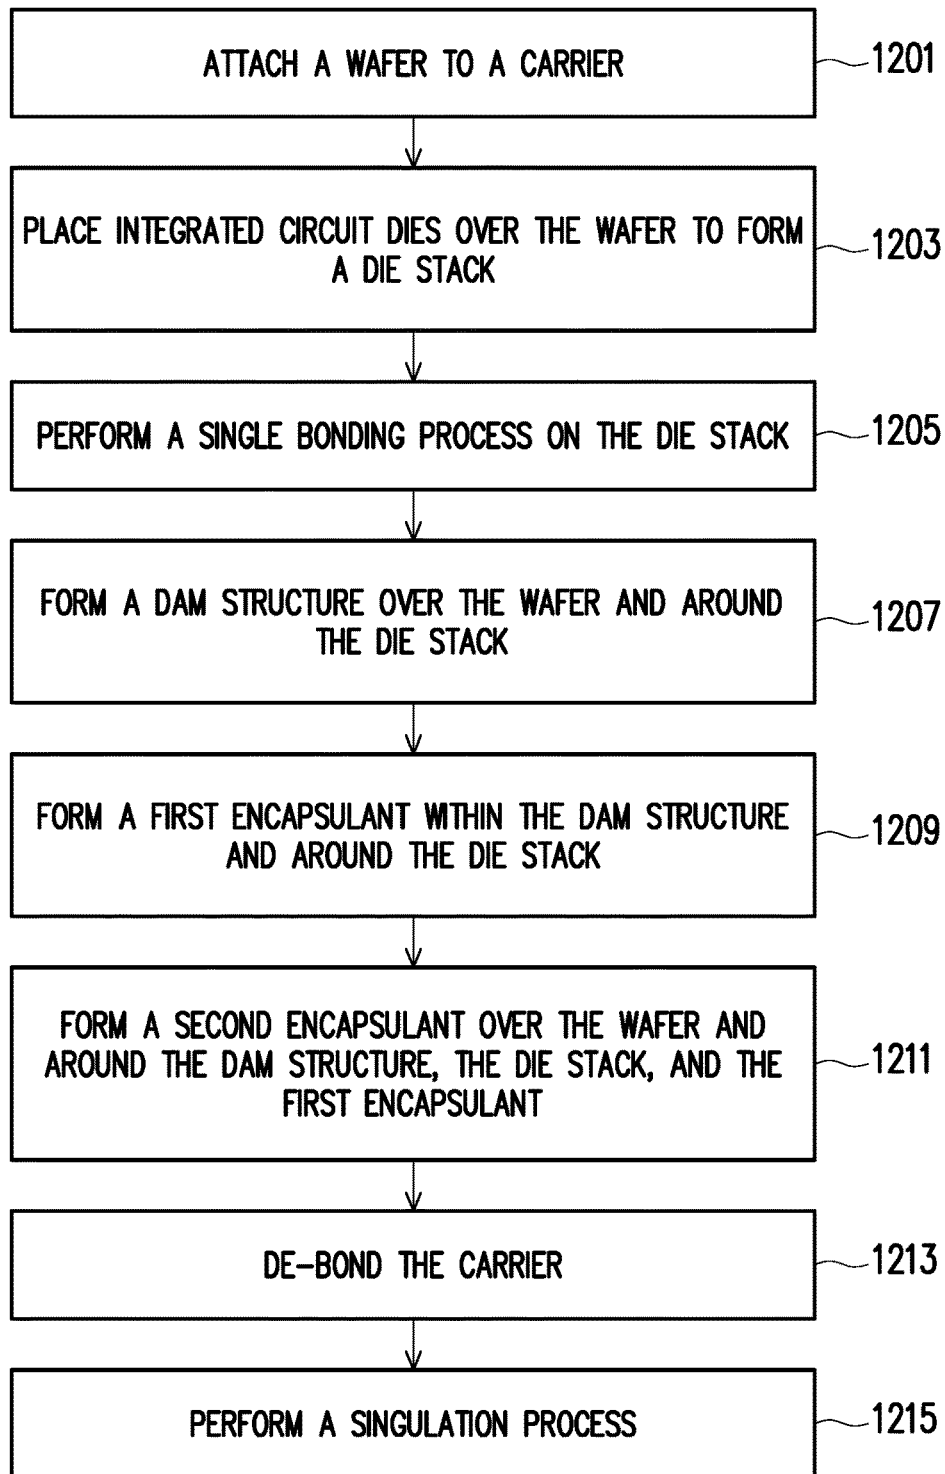 ATTACH A WAFER TO A CARRIER
1201
PLACE INTEGRATED CIRCUIT DIES OVER THE WAFER TO FORM
A DIE STACK
1203
PERFORM A SINGLE BONDING PROCESS ON THE DIE STACK
1205
FORM A DAM STRUCTURE OVER THE WAFER AND AROUND
THE DIE STACK
1207
FORM A FIRST ENCAPSULANT WITHIN THE DAM STRUCTURE
AND AROUND THE DIE STACK
1209
FORM A SECOND ENCAPSULANT OVER THE WAFER AND
AROUND THE DAM STRUCTURE, THE DIE STACK, AND THE
FIRST ENCAPSULANT
1211
DE-BOND THE CARRIER
1213
PERFORM A SINGULATION PROCESS
1215